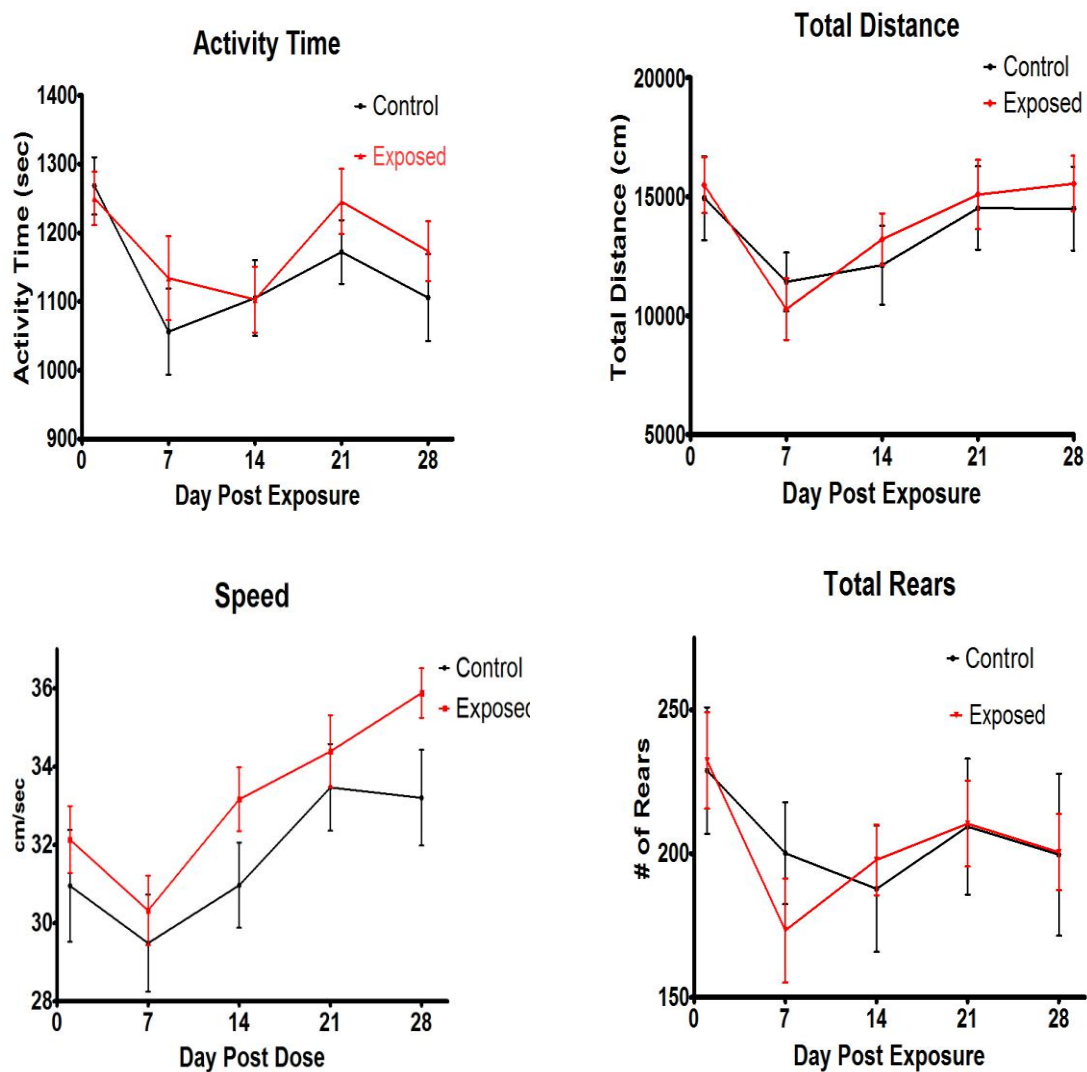 Activity Time
Control
Exposed
1400
1300
1200
1100
1000
900
Activity Time (sec)
0 7 14 21 28
Day Post Exposure
Total Distance
Control
Exposed
20000
15000
10000
5000
Total Distance (cm)
0 7 14 21 28
Day Post Exposure
Speed
Control
Exposed
36
34
32
30
28
cm/sec
0 7 14 21 28
Day Post Dose
Total Rears
Control
Exposed
250
200
150
# of Rears
0 7 14 21 28
Day Post Exposure